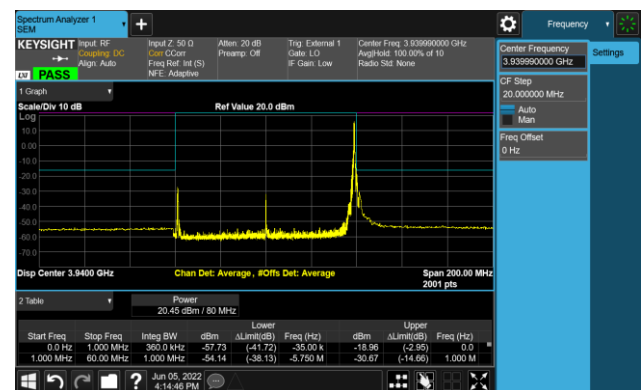 Spectrum Analyzer 1
SEM
Frequency
KEYSIGHT
Input: RF
Coupling: DC
Align: Auto
Input Z: 50 Ω
Corr CCorr
Freq Ref: Int (S)
NFE: Adaptive
Atten: 20 dB
Preamp: Off
Trig: External 1
Gate: LO
IF Gain: Low
Center Freq: 3.939990000 GHz
Avg|Hold: 100.00% of 10
Radio Std: None
LXI PASS
Center Frequency
3.939990000 GHz
Settings
CF Step
20.000000 MHz
Auto
Man
Freq Offset
0 Hz
1 Graph
Scale/Div 10 dB
Ref Value 20.0 dBm
Log
10.0
0.00
-10.0
-20.0
-30.0
-40.0
-50.0
-60.0
-70.0
Disp Center 3.9400 GHz
Chan Det: Average , #Offs Det: Average
Span 200.00 MHz
2001 pts
2 Table
Power
20.45 dBm / 80 MHz
Lower Upper
Start Freq Stop Freq Integ BW dBm ΔLimit(dB) Freq (Hz) dBm ΔLimit(dB) Freq (Hz)
0.0 Hz 1.000 MHz 360.0 kHz -57.73 (-41.72) -35.00 k -18.96 (-2.95) 0.0
1.000 MHz 60.00 MHz 1.000 MHz -54.14 (-38.13) -5.750 M -30.67 (-14.66) 1.000 M
?
Jun 05, 2022
4:14:46 PM